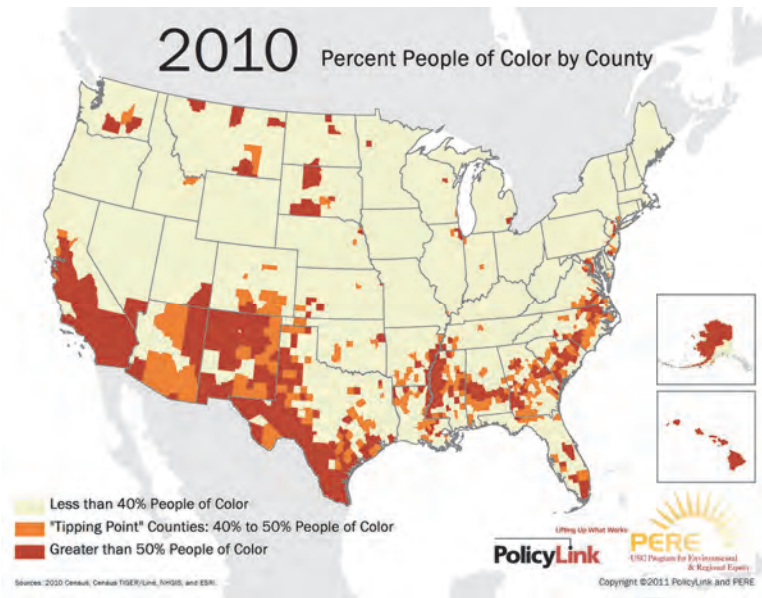 2010 Percent People of Color by County
Less than 40% People of Color
"Tipping Point" Counties: 40% to 50% People of Color
Greater than 50% People of Color
Lifting Up What Works
PolicyLink
PERE
USC Program for Environmental
& Regional Equity
Sources: 2010 Census, Census TIGER/Line, NHGIS, and ESRI.
Copyright ©2011 PolicyLink and PERE